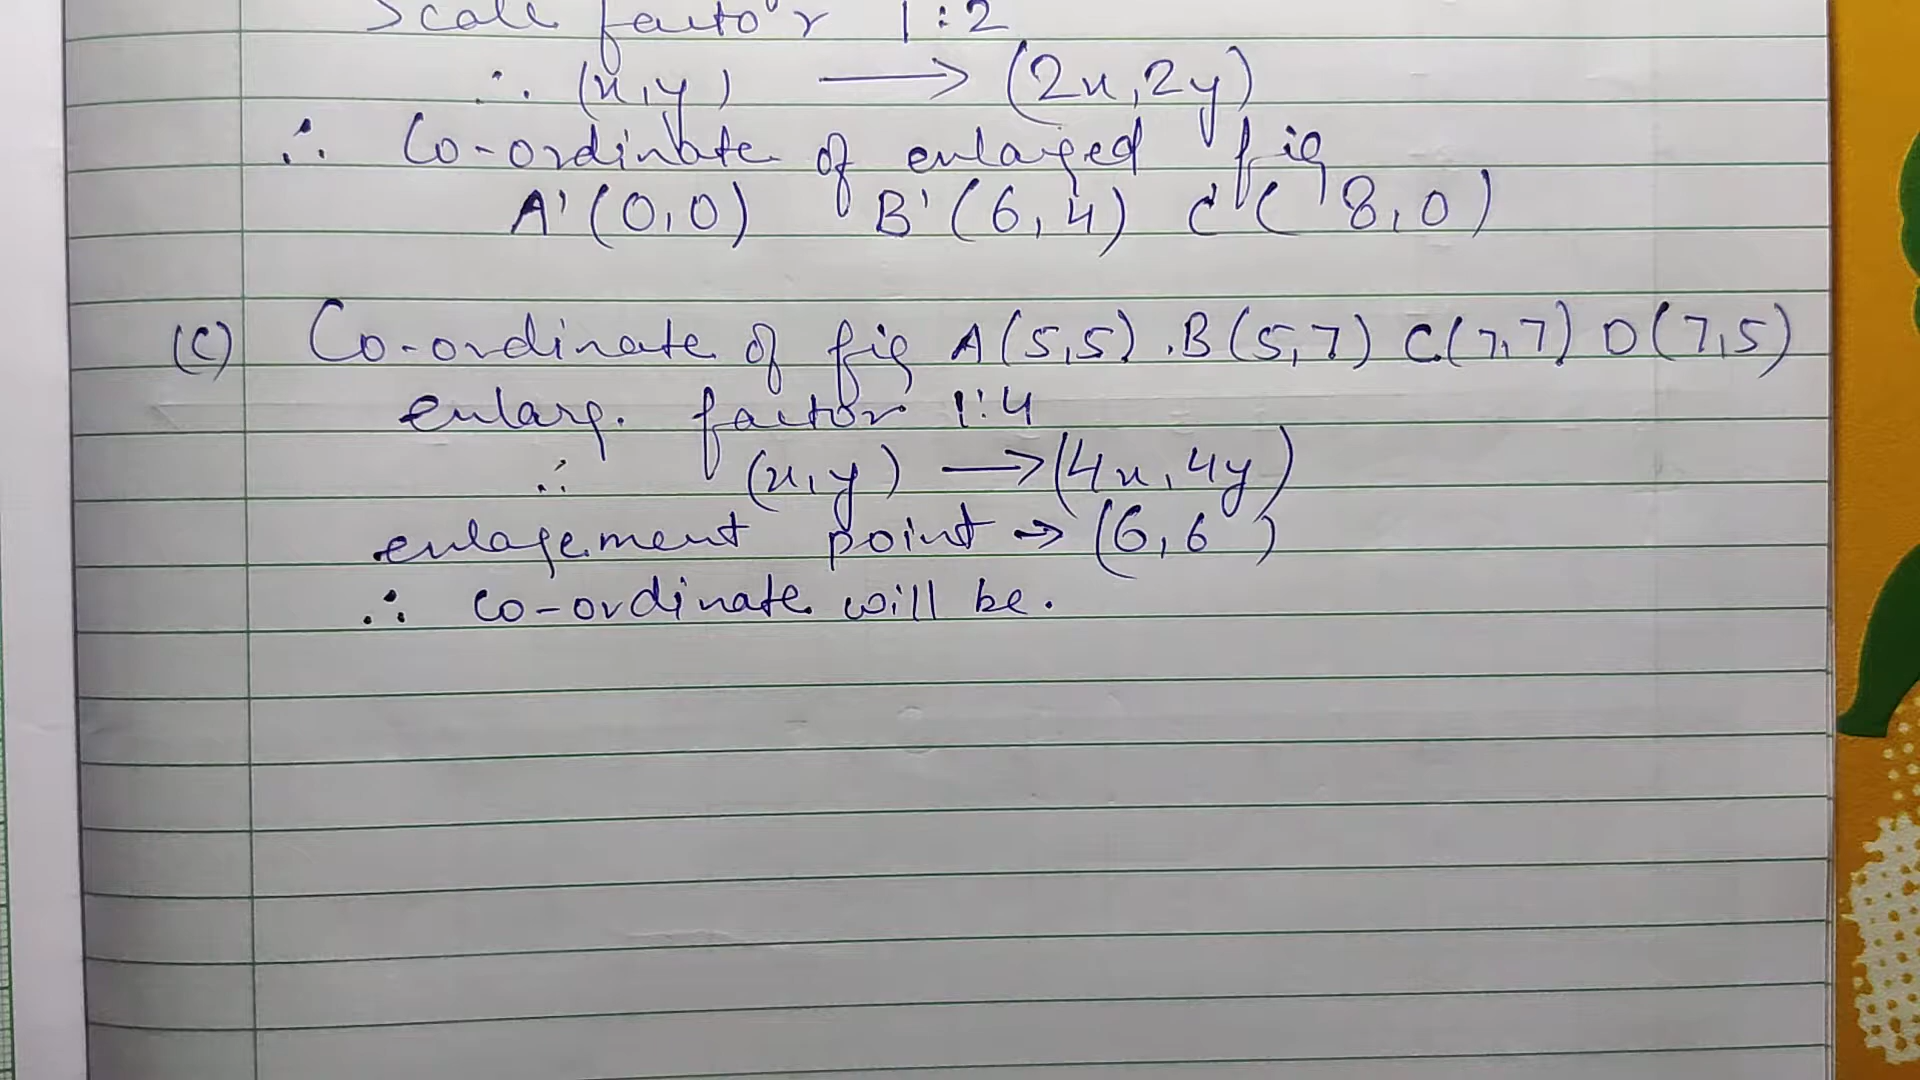 Scale factor 1:2
∴ (x,y) ⟶ (2x,2y)
∴ Co-ordinate of enlaged fig
A'(0,0) B'(6,4) C'(8,0)
(c) Co-ordinate of fig A(5,5) .B(5,7) C(7,7) D(7,5)
enlarg. factor 1:4
∴ (x,y) ⟶ (4x,4y)
enlagement point → (6,6)
∴ co-ordinate will be.